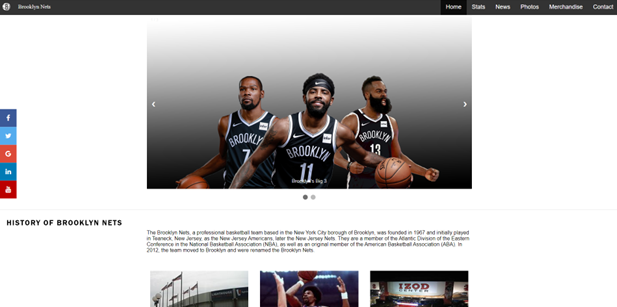 Brooklyn Nets
Home Stats News Photos Merchandise Contact
BROOKLYN
7
BROOKLYN
11
BROOKLYN
13
Brooklyn's Big 3
HISTORY OF BROOKLYN NETS
The Brooklyn Nets, a professional basketball team based in the New York City borough of Brooklyn, was founded in 1967 and initially played
in Teaneck, New Jersey, as the New Jersey Americans, later the New Jersey Nets. They are a member of the Atlantic Division of the Eastern
Conference in the National Basketball Association (NBA), as well as an original member of the American Basketball Association (ABA). In
2012, the team moved to Brooklyn and were renamed the Brooklyn Nets.
IZOD
CENTER